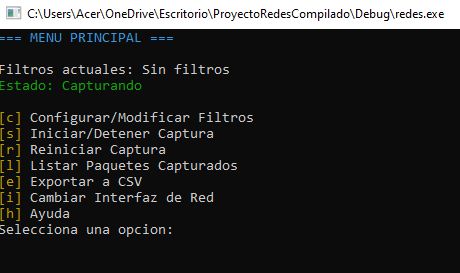 C:\Users\Acer\OneDrive\Escritorio\ProyectoRedesCompilado\Debug\redes.exe
=== MENU PRINCIPAL ===
Filtros actuales: Sin filtros
Estado: Capturando
[c] Configurar/Modificar Filtros
[s] Iniciar/Detener Captura
[r] Reiniciar Captura
[l] Listar Paquetes Capturados
[e] Exportar a CSV
[i] Cambiar Interfaz de Red
[h] Ayuda
Selecciona una opcion: